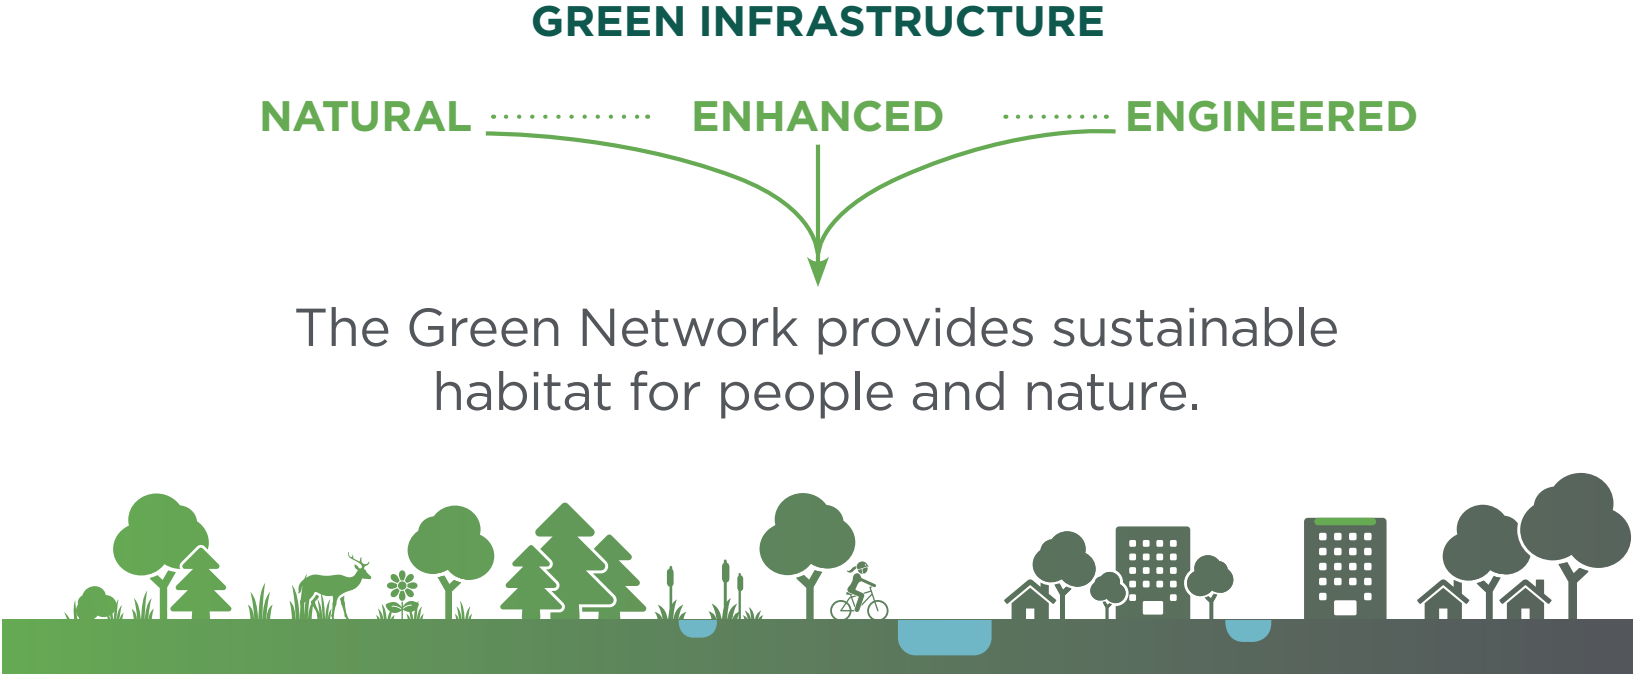 GREEN INFRASTRUCTURE
NATURAL ENHANCED ENGINEERED
The Green Network provides sustainable
habitat for people and nature.